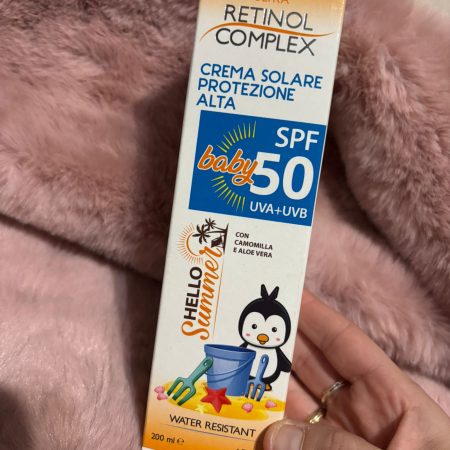 RETINOL
COMPLEX
CREMA SOLARE
PROTEZIONE
ALTA
SPF
baby 50
UVA+UVB
CON
CAMOMILLA
E ALOE VERA
HELLO
Summer
WATER RESISTANT
200 ml e